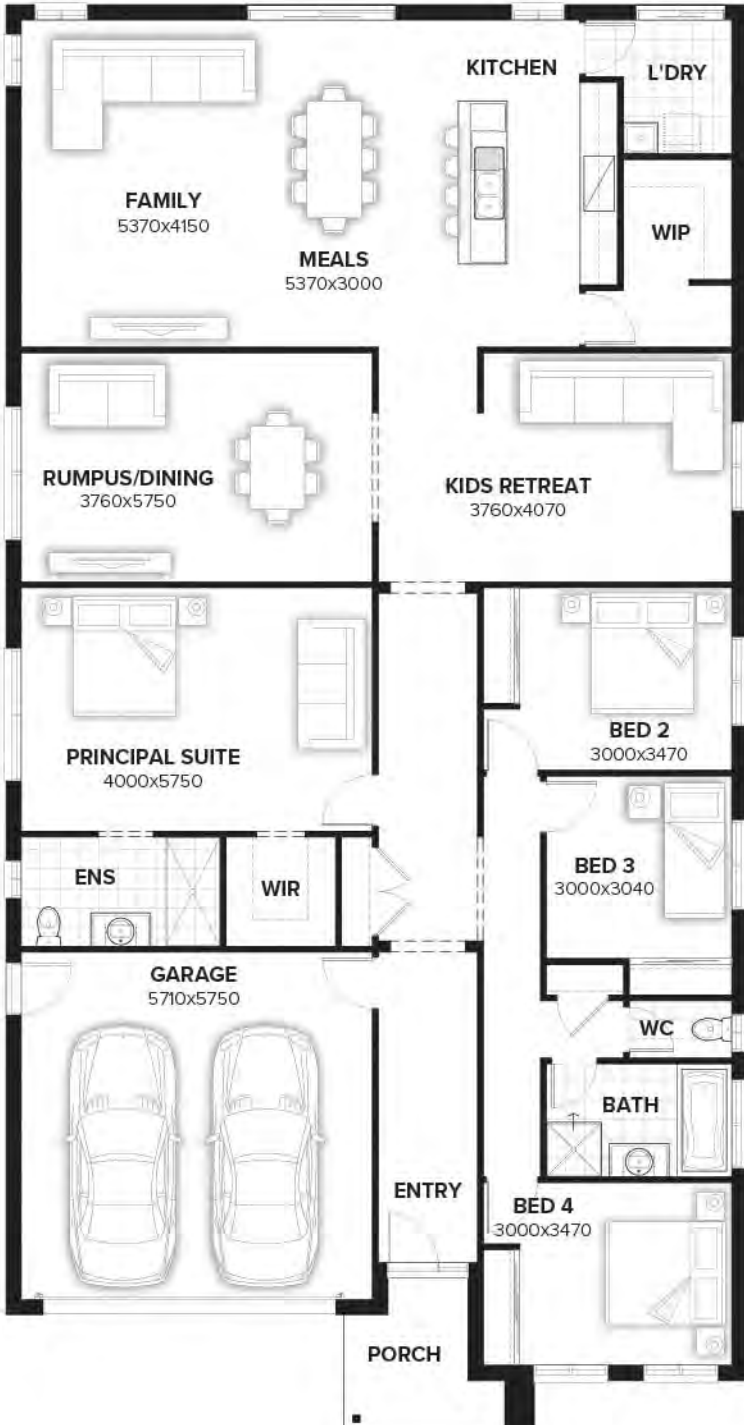 KITCHEN
L'DRY
FAMILY
5370x4150
MEALS
5370x3000
WIP
RUMPUS/DINING
3760x5750
KIDS RETREAT
3760x4070
PRINCIPAL SUITE
4000x5750
BED 2
3000x3470
ENS
WIR
BED 3
3000x3040
GARAGE
5710x5750
WC
BATH
ENTRY
BED 4
3000x3470
PORCH